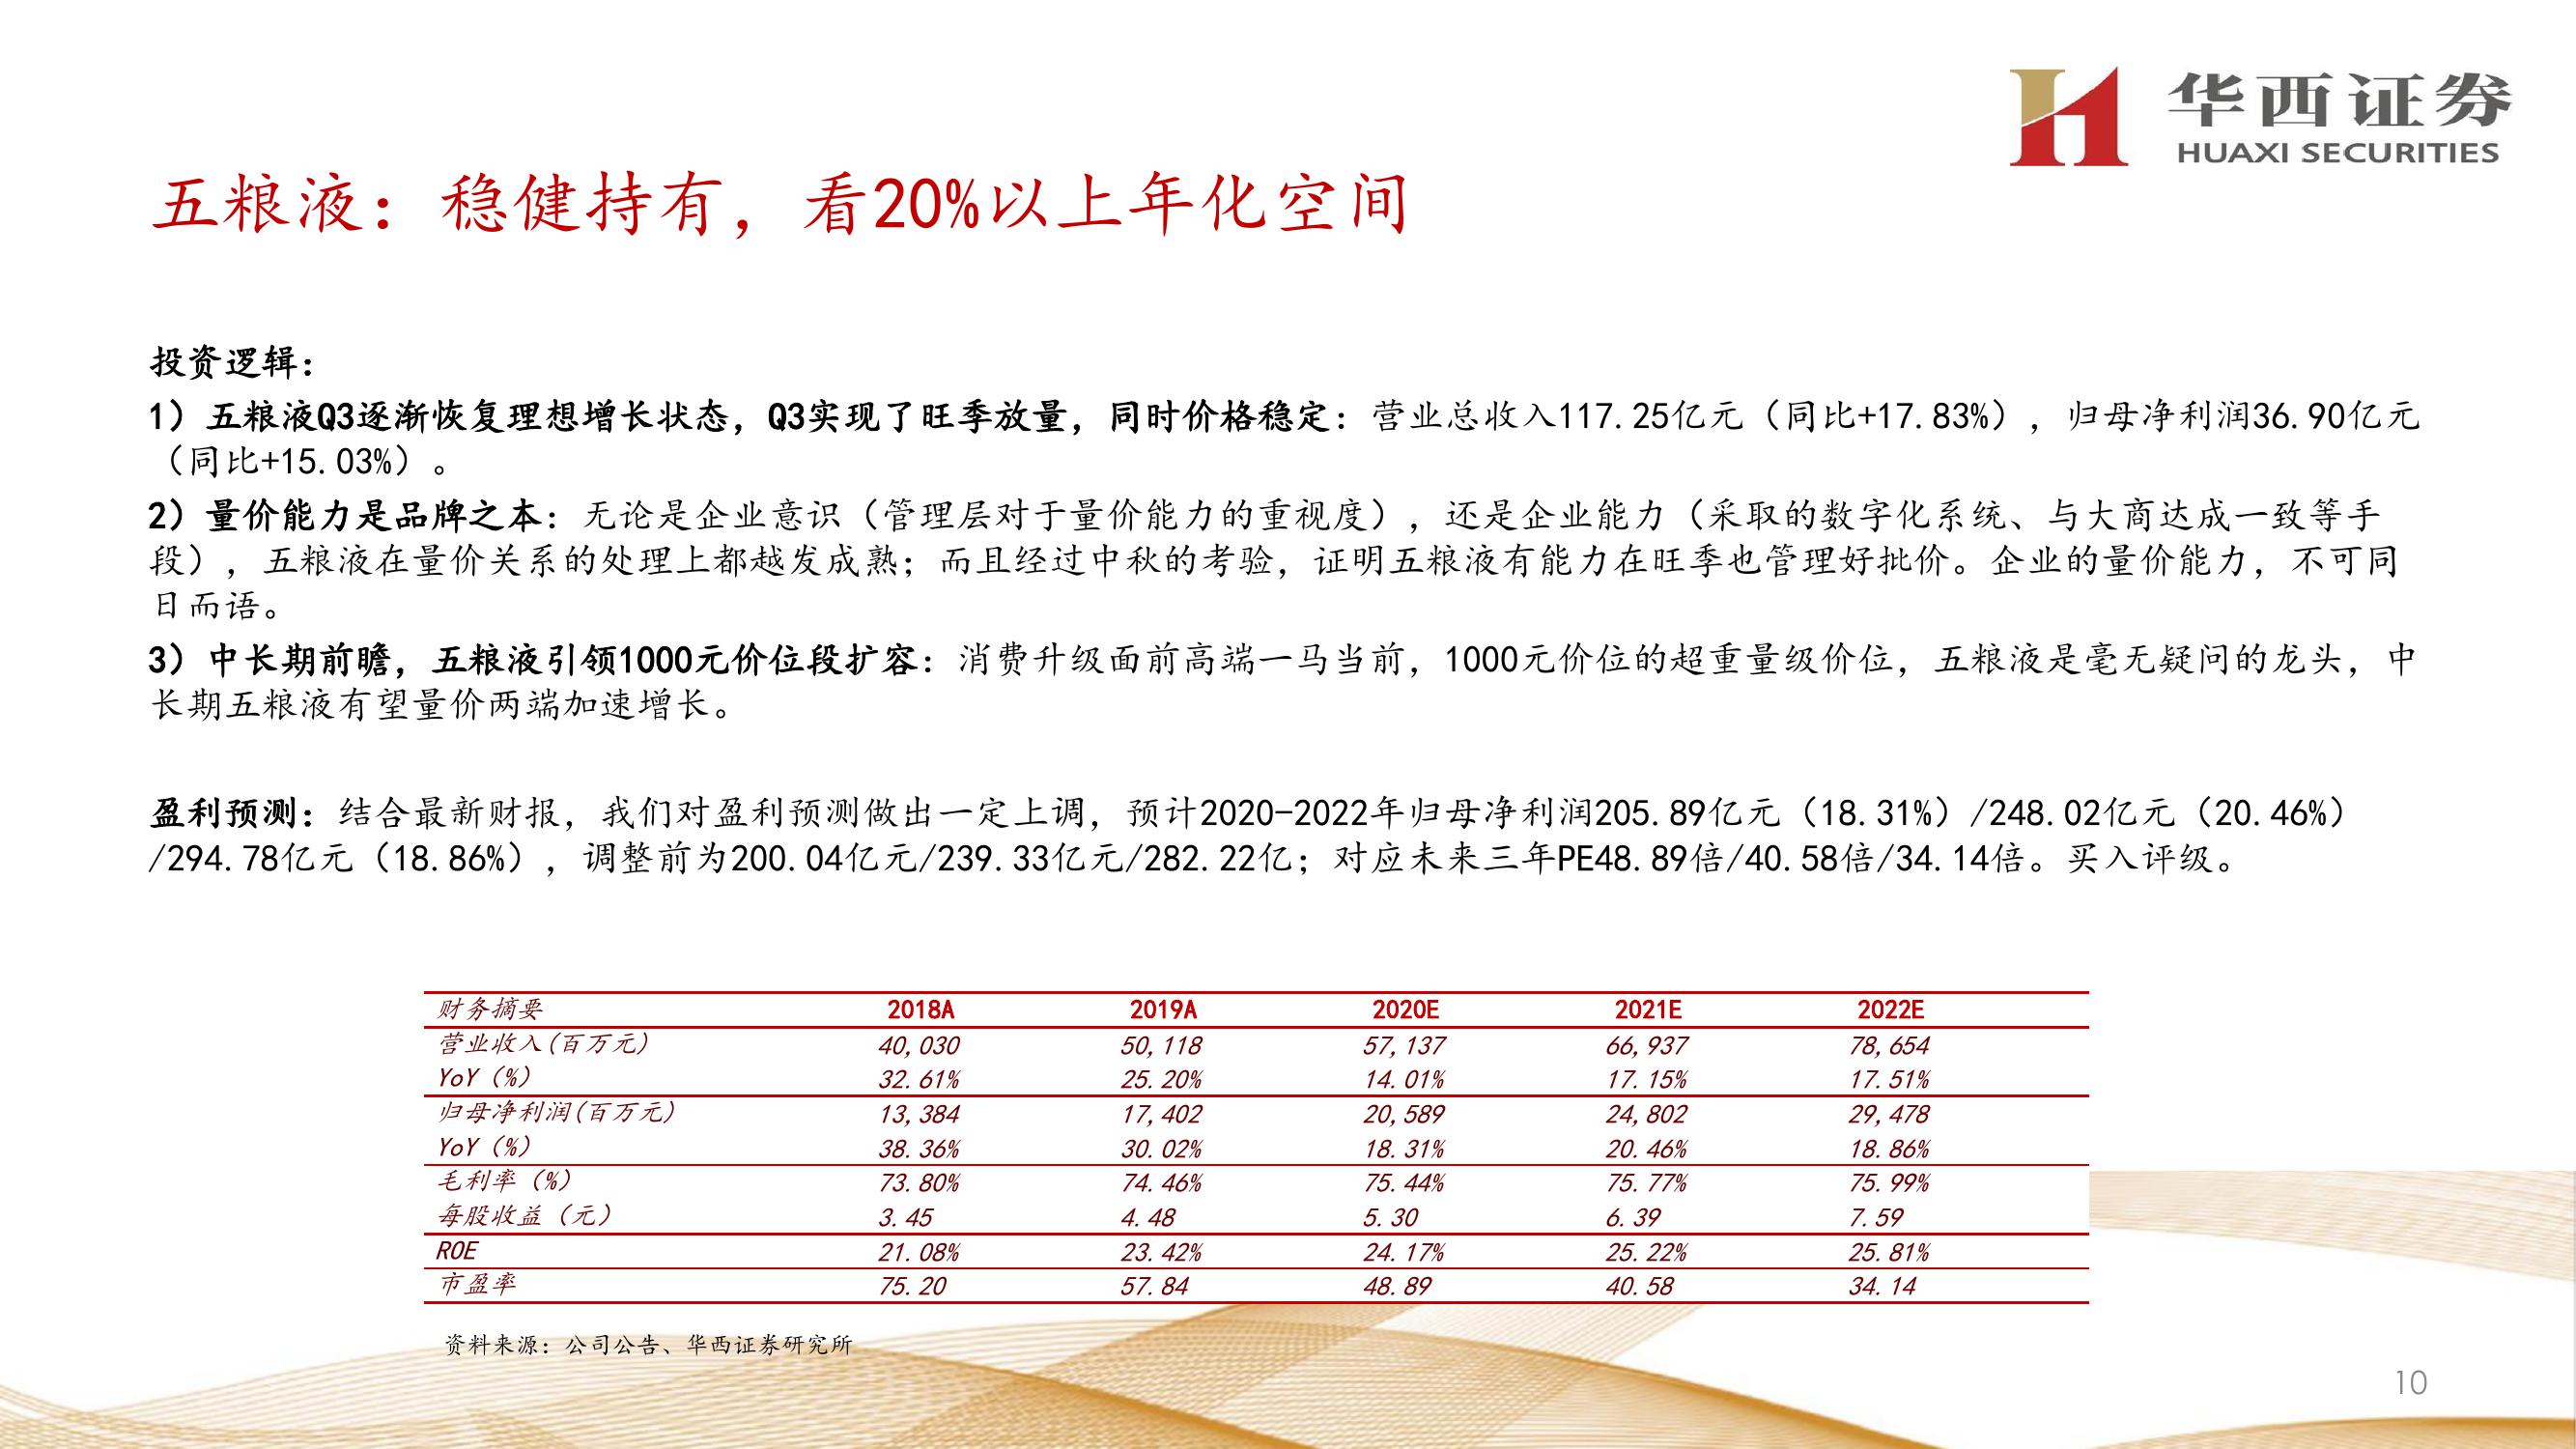 华西证券
HUAXI SECURITIES
五粮液：稳健持有，看20%以上年化空间
投资逻辑：
1）五粮液Q3逐渐恢复理想增长状态，Q3实现了旺季放量，同时价格稳定：营业总收入117.25亿元（同比+17.83%），归母净利润36.90亿元
（同比+15.03%）。
2）量价能力是品牌之本：无论是企业意识（管理层对于量价能力的重视度），还是企业能力（采取的数字化系统、与大商达成一致等手
段），五粮液在量价关系的处理上都越发成熟；而且经过中秋的考验，证明五粮液有能力在旺季也管理好批价。企业的量价能力，不可同
日而语。
3）中长期前瞻，五粮液引领1000元价位段扩容：消费升级面前高端一马当前，1000元价位的超重量级价位，五粮液是毫无疑问的龙头，中
长期五粮液有望量价两端加速增长。
盈利预测：结合最新财报，我们对盈利预测做出一定上调，预计2020-2022年归母净利润205.89亿元（18.31%）/248.02亿元（20.46%）
/294.78亿元（18.86%），调整前为200.04亿元/239.33亿元/282.22亿；对应未来三年PE48.89倍/40.58倍/34.14倍。买入评级。
财务摘要 2018A 2019A 2020E 2021E 2022E
营业收入(百万元) 40,030 50,118 57,137 66,937 78,654
YoY（%） 32.61% 25.20% 14.01% 17.15% 17.51%
归母净利润(百万元) 13,384 17,402 20,589 24,802 29,478
YoY（%） 38.36% 30.02% 18.31% 20.46% 18.86%
毛利率（%） 73.80% 74.46% 75.44% 75.77% 75.99%
每股收益（元） 3.45 4.48 5.30 6.39 7.59
ROE 21.08% 23.42% 24.17% 25.22% 25.81%
市盈率 75.20 57.84 48.89 40.58 34.14
资料来源：公司公告、华西证券研究所
10